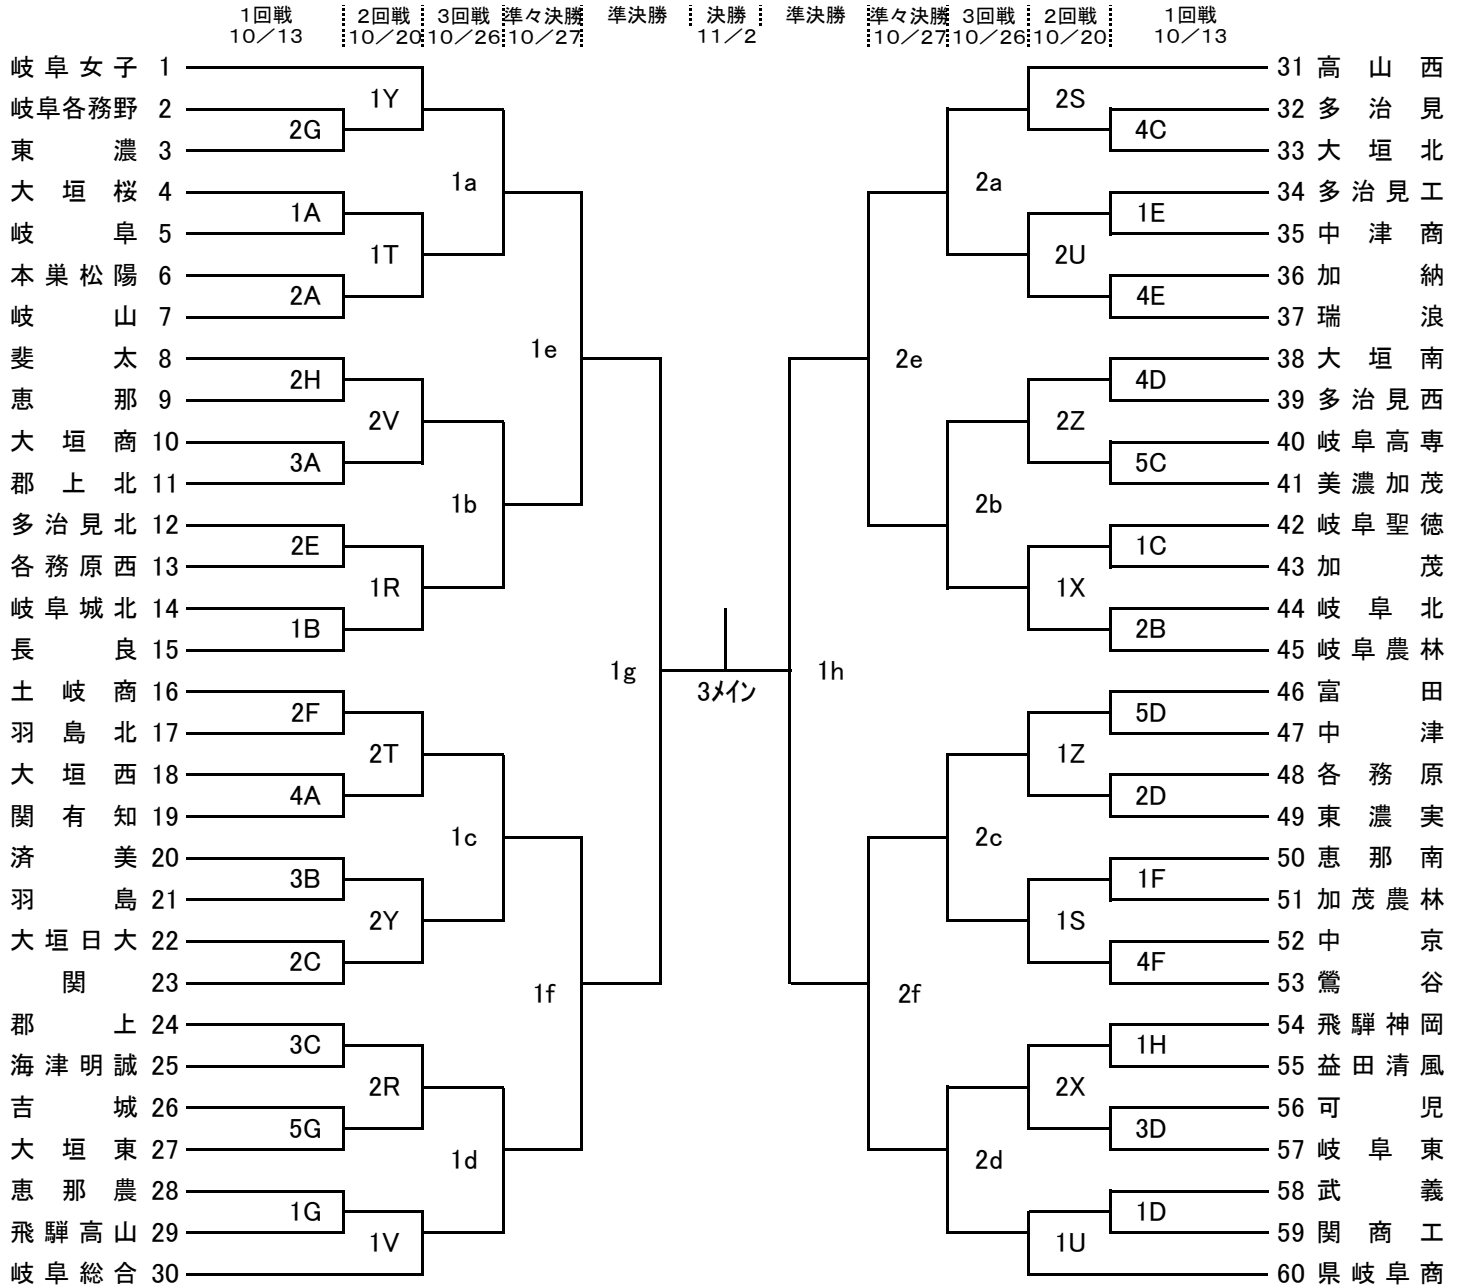 1回戦 2回戦 3回戦 準々決勝 準決勝 決勝 準決勝 準々決勝 3回戦 2回戦 1回戦
10／13 10／20 10／26 10／27 11／2 10／27 10／26 10／20 10／13
岐阜女子 1 31 高山西
1Y 2S
岐阜各務野 2 32 多治見
2G 4C
東濃 3 33 大垣北
1a 2a
大垣桜 4 34 多治見工
1A 1E
岐阜 5 35 中津商
1T 2U
本巣松陽 6 36 加納
2A 4E
岐山 7 37 瑞浪
1e 2e
斐太 8 38 大垣南
2H 4D
恵那 9 39 多治見西
2V 2Z
大垣商 10 40 岐阜高専
3A 5C
郡上北 11 41 美濃加茂
1b 2b
多治見北 12 42 岐阜聖徳
2E 1C
各務原西 13 43 加茂
1R 1X
岐阜城北 14 44 岐阜北
1B 2B
長良 15 45 岐阜農林
1g 1h
土岐商 16 3メイン 46 富田
2F 5D
羽島北 17 47 中津
2T 1Z
大垣西 18 48 各務原
4A 2D
関有知 19 49 東濃実
1c 2c
済美 20 50 恵那南
3B 1F
羽島 21 51 加茂農林
2Y 1S
大垣日大 22 52 中京
2C 4F
関 23 53 鶯谷
1f 2f
郡上 24 54 飛騨神岡
3C 1H
海津明誠 25 55 益田清風
2R 2X
吉城 26 56 可児
5G 3D
大垣東 27 57 岐阜東
1d 2d
恵那農 28 58 武義
1G 1D
飛騨高山 29 59 関商工
1V 1U
岐阜総合 30 60 県岐阜商